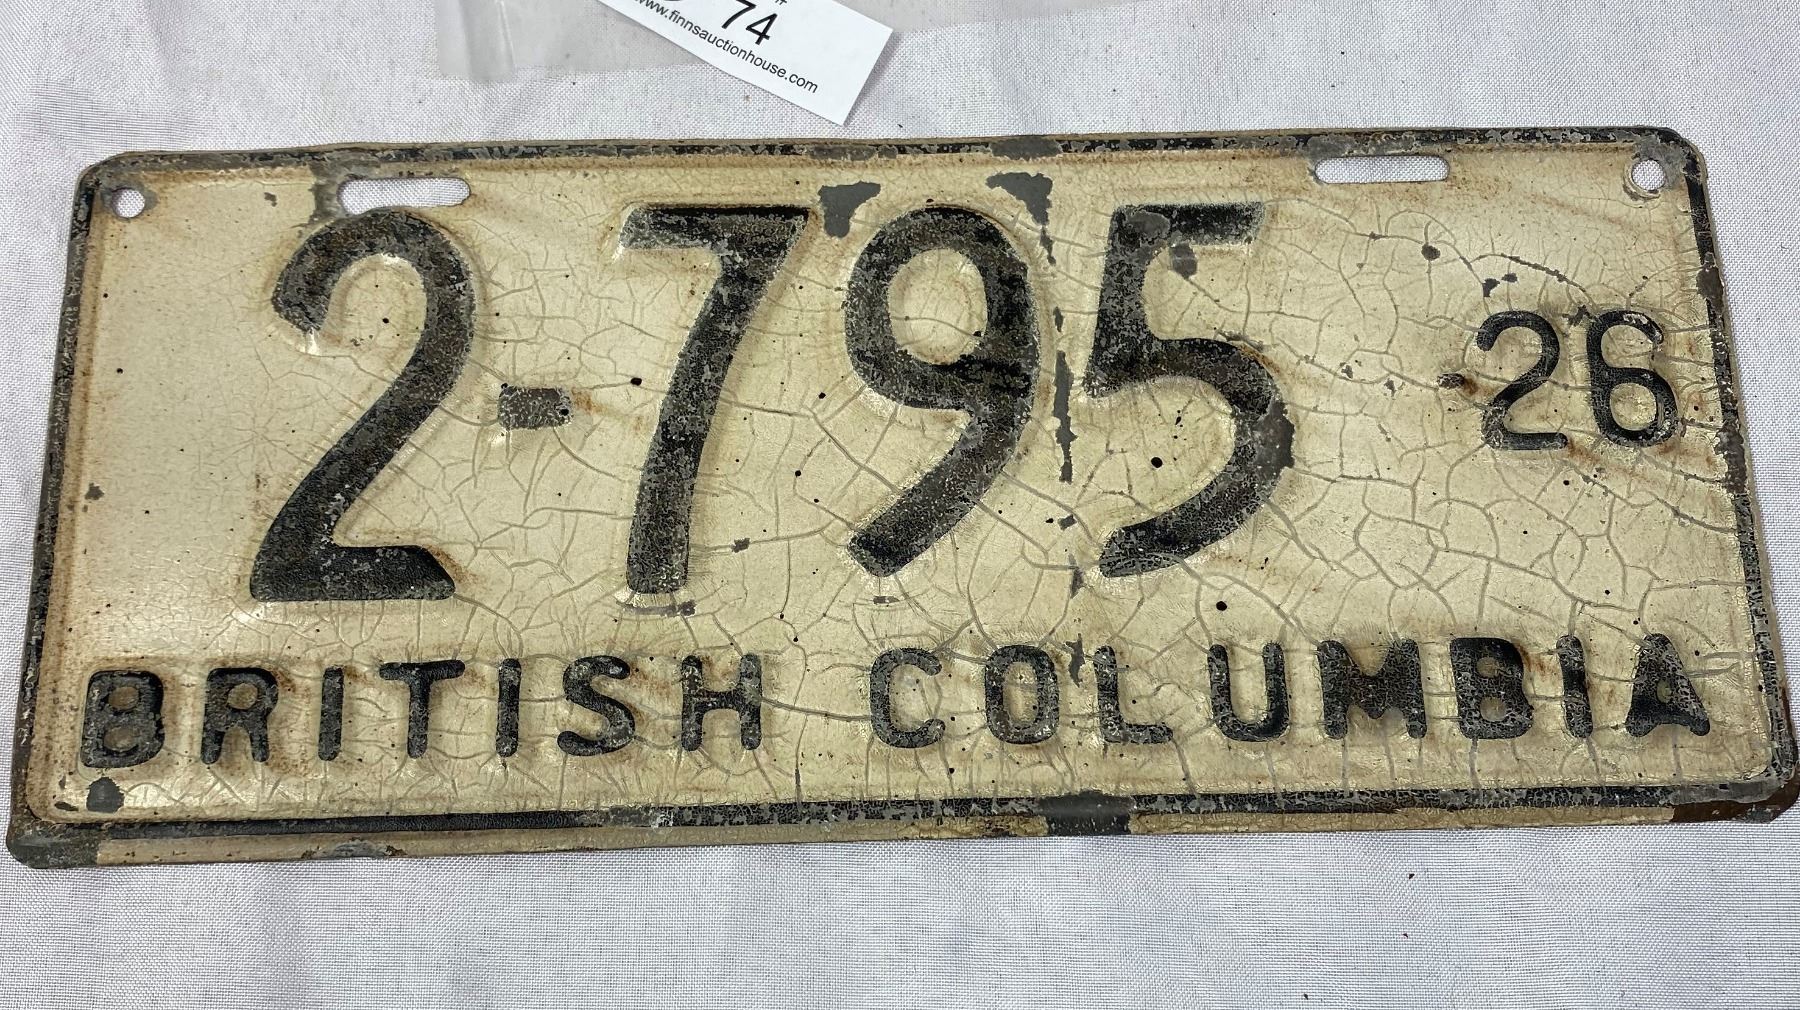 74
www.finnsauctionhouse.com
2-795 26
BRITISH COLUMBIA